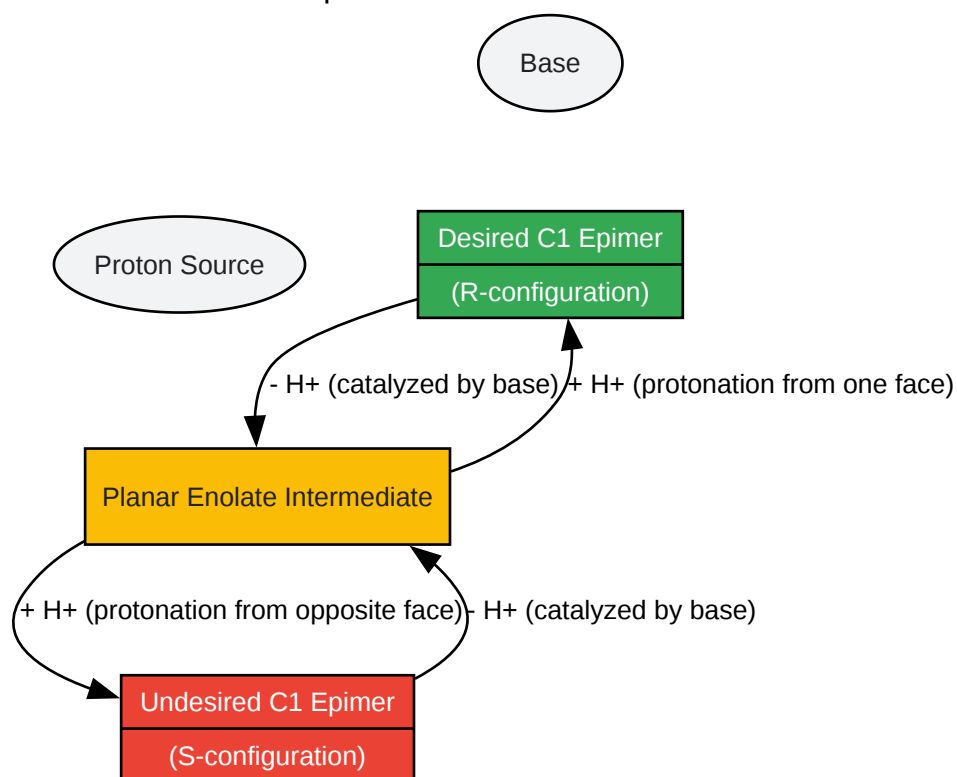 Base
Proton Source
Desired C1 Epimer
(R-configuration)
- H+ (catalyzed by base)
+ H+ (protonation from one face)
Planar Enolate Intermediate
+ H+ (protonation from opposite face)
- H+ (catalyzed by base)
Undesired C1 Epimer
(S-configuration)